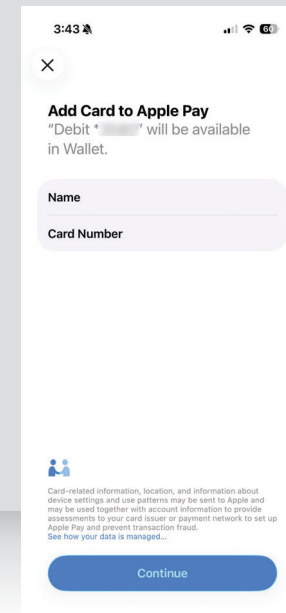 3:43
60
Add Card to Apple Pay
"Debit * " will be available
in Wallet.
Name
Card Number
Card-related information, location, and information about
device settings and use patterns may be sent to Apple and
may be used together with account information to provide
assessments to your card issuer or payment network to set up
Apple Pay and prevent transaction fraud.
See how your data is managed...
Continue